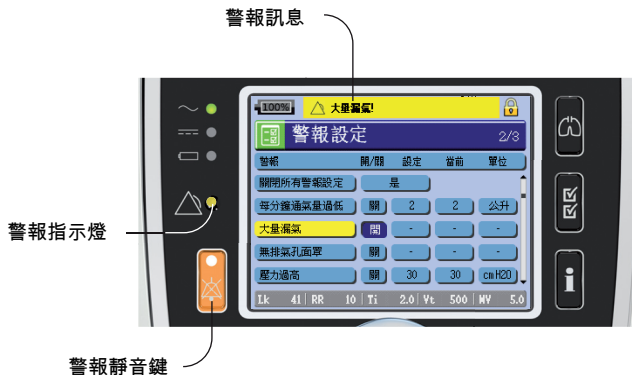 警報訊息
100% 大量漏氣!
警報設定 2/3
警報 開/關 設定 當前 單位
關閉所有警報設定 是
每分鐘通氣量過低 關 2 2 公升
大量漏氣 開 - - -
無排氣孔面罩 關 - - -
壓力過高 關 30 30 cmH2O
Lk 41 RR 10 Ti 2.0 Vt 500 MV 5.0
警報指示燈
警報靜音鍵